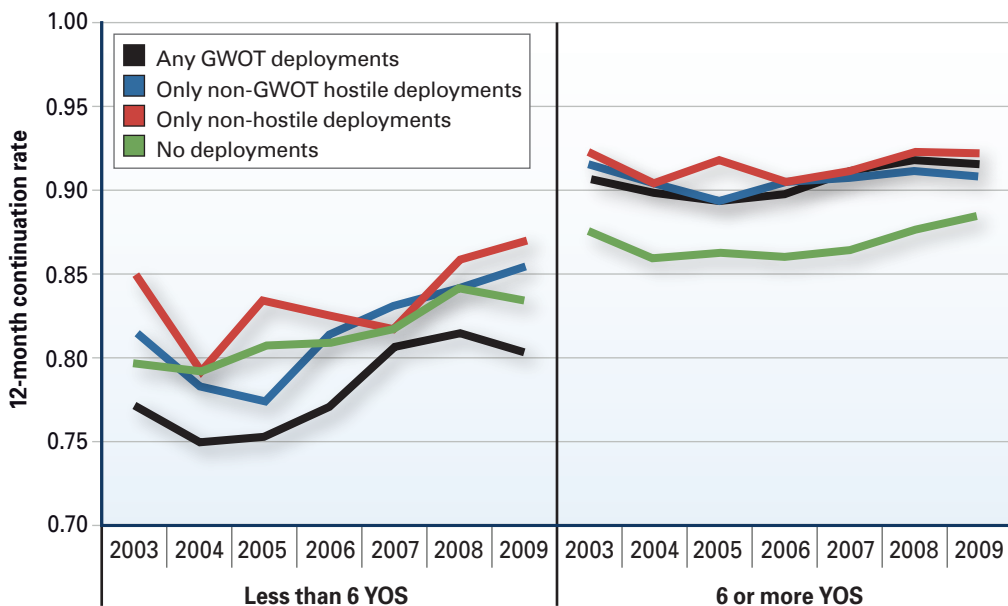 12-month continuation rate
1.00
0.95
0.90
0.85
0.80
0.75
0.70
Any GWOT deployments
Only non-GWOT hostile deployments
Only non-hostile deployments
No deployments
2003 2004 2005 2006 2007 2008 2009 2003 2004 2005 2006 2007 2008 2009
Less than 6 YOS 6 or more YOS